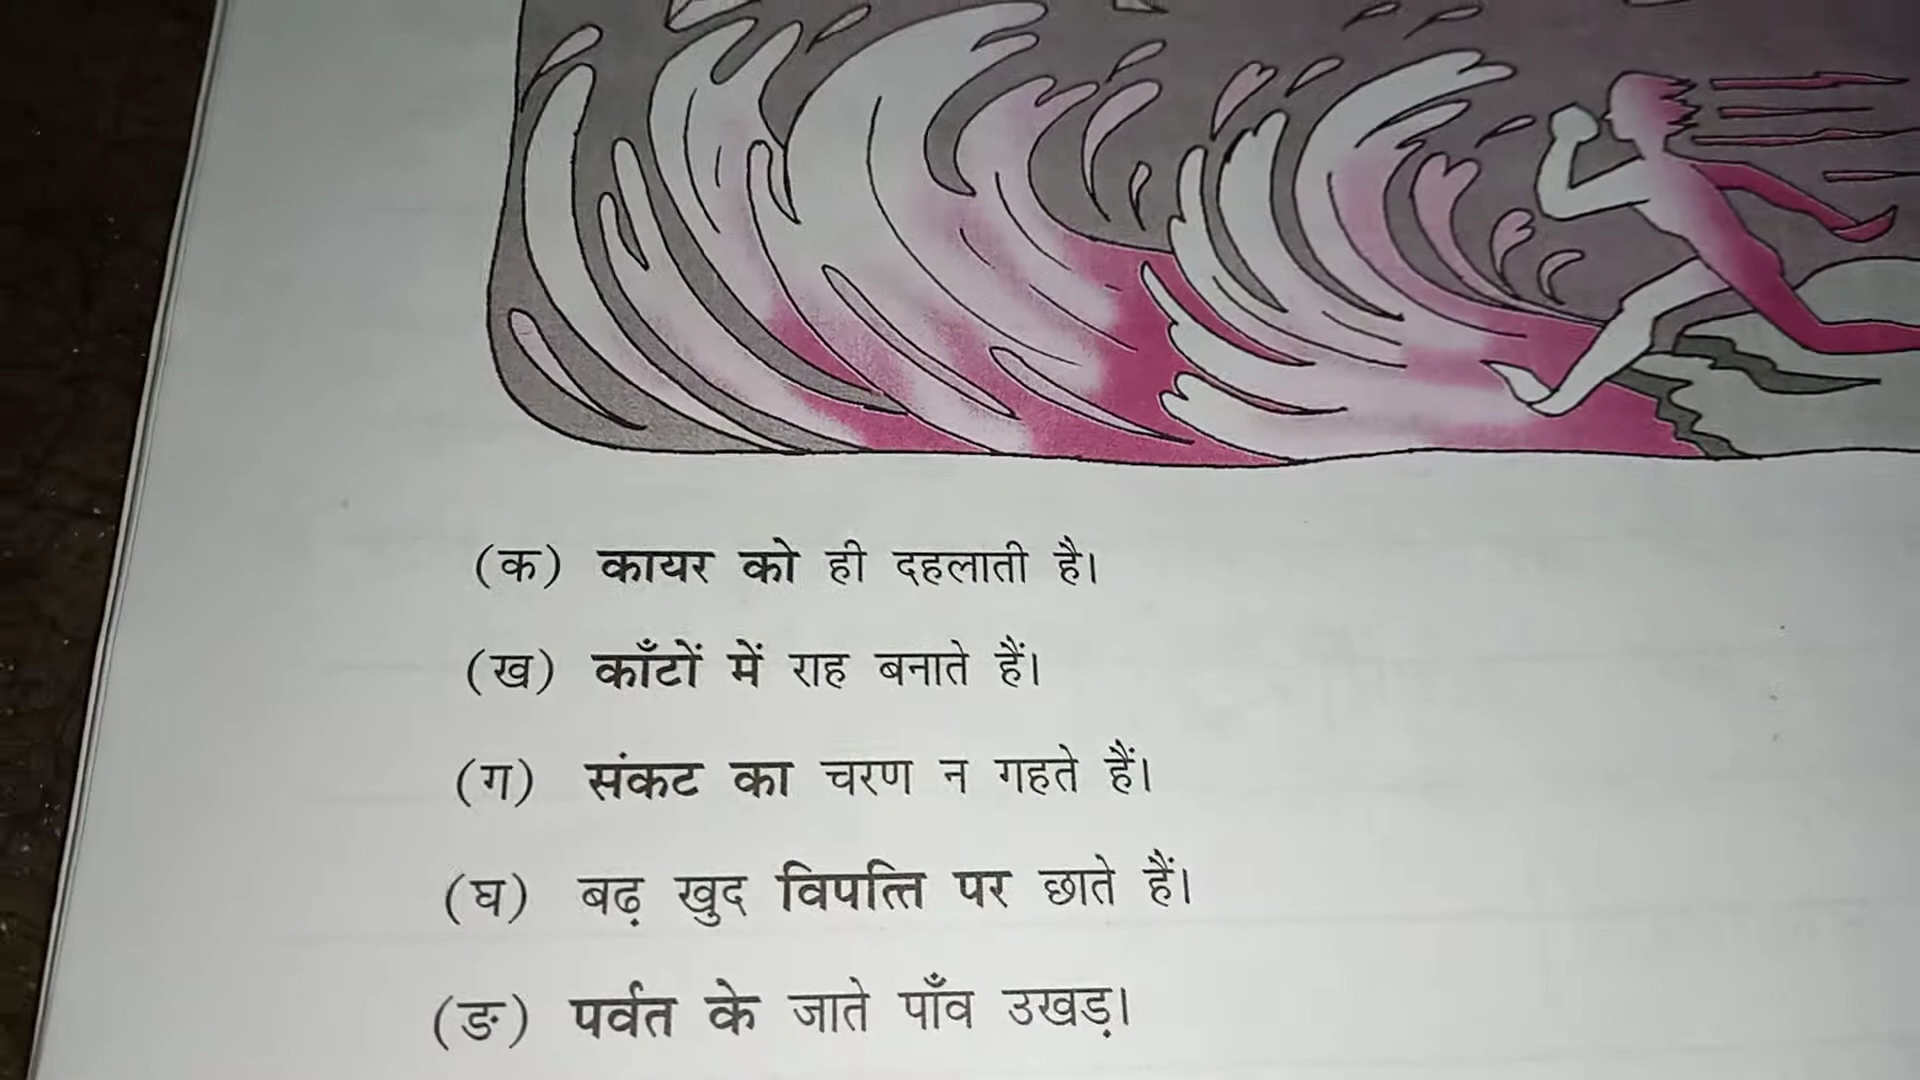 (क) कायर को ही दहलाती है।
(ख) काँटों में राह बनाते हैं।
(ग) संकट का चरण न गहते हैं।
(घ) बढ़ खुद विपत्ति पर छाते हैं।
(ङ) पर्वत के जाते पाँव उखड़।